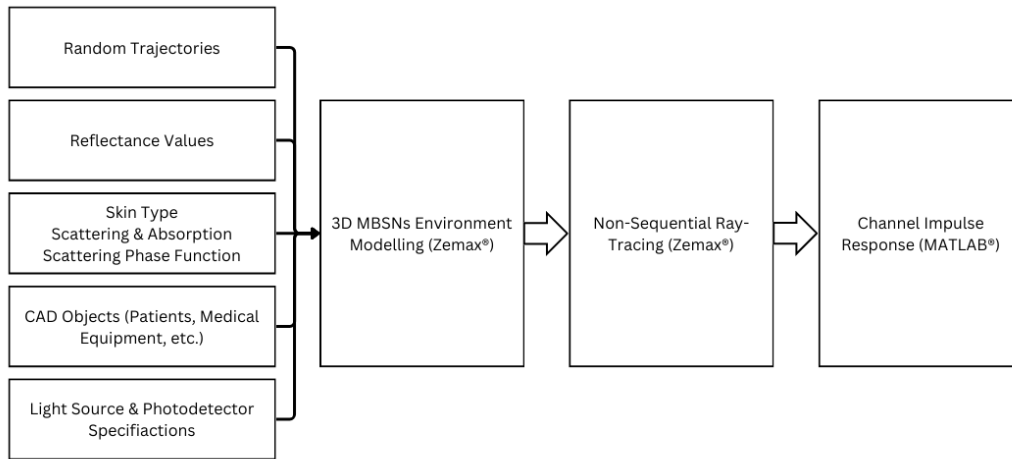 Random Trajectories
Reflectance Values
Skin Type
Scattering & Absorption
Scattering Phase Function
CAD Objects (Patients, Medical
Equipment, etc.)
Light Source & Photodetector
Specifiactions
3D MBSNs Environment
Modelling (Zemax®)
Non-Sequential Ray-
Tracing (Zemax®)
Channel Impulse
Response (MATLAB®)